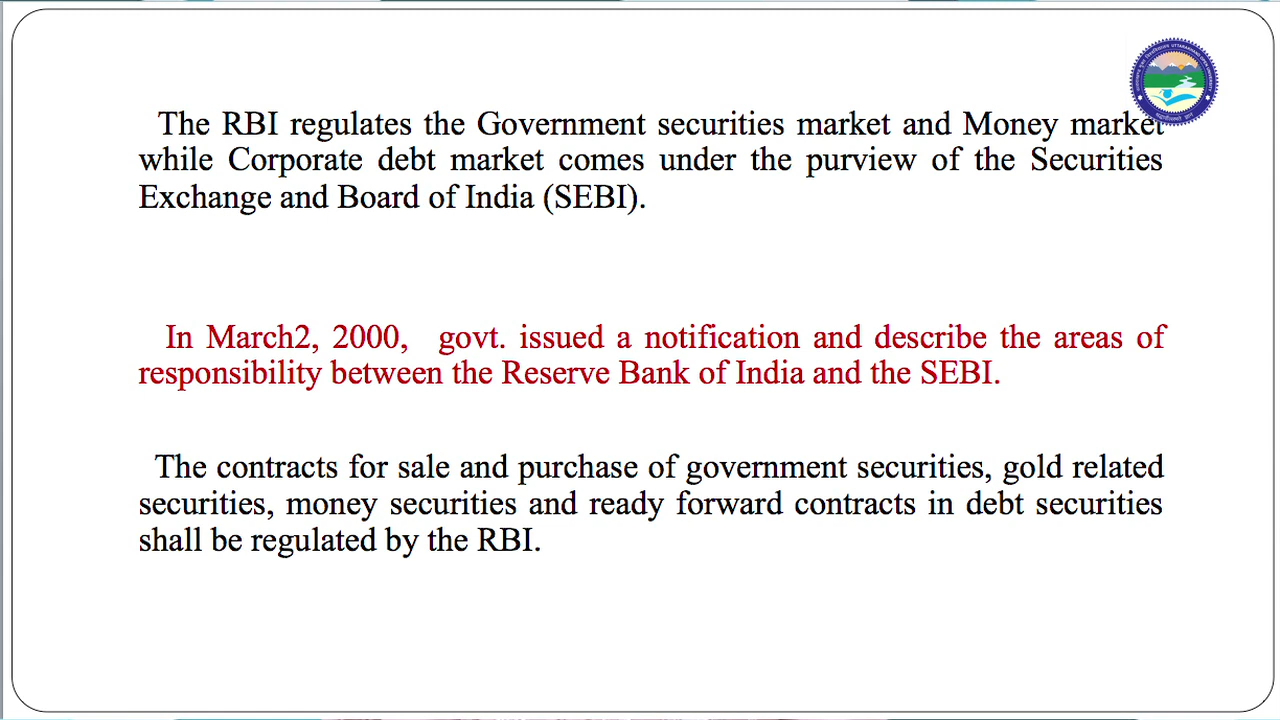 The RBI regulates the Government securities market and Money market
while Corporate debt market comes under the purview of the Securities
Exchange and Board of India (SEBI).
In March2, 2000, govt. issued a notification and describe the areas of
responsibility between the Reserve Bank of India and the SEBI.
The contracts for sale and purchase of government securities, gold related
securities, money securities and ready forward contracts in debt securities
shall be regulated by the RBI.